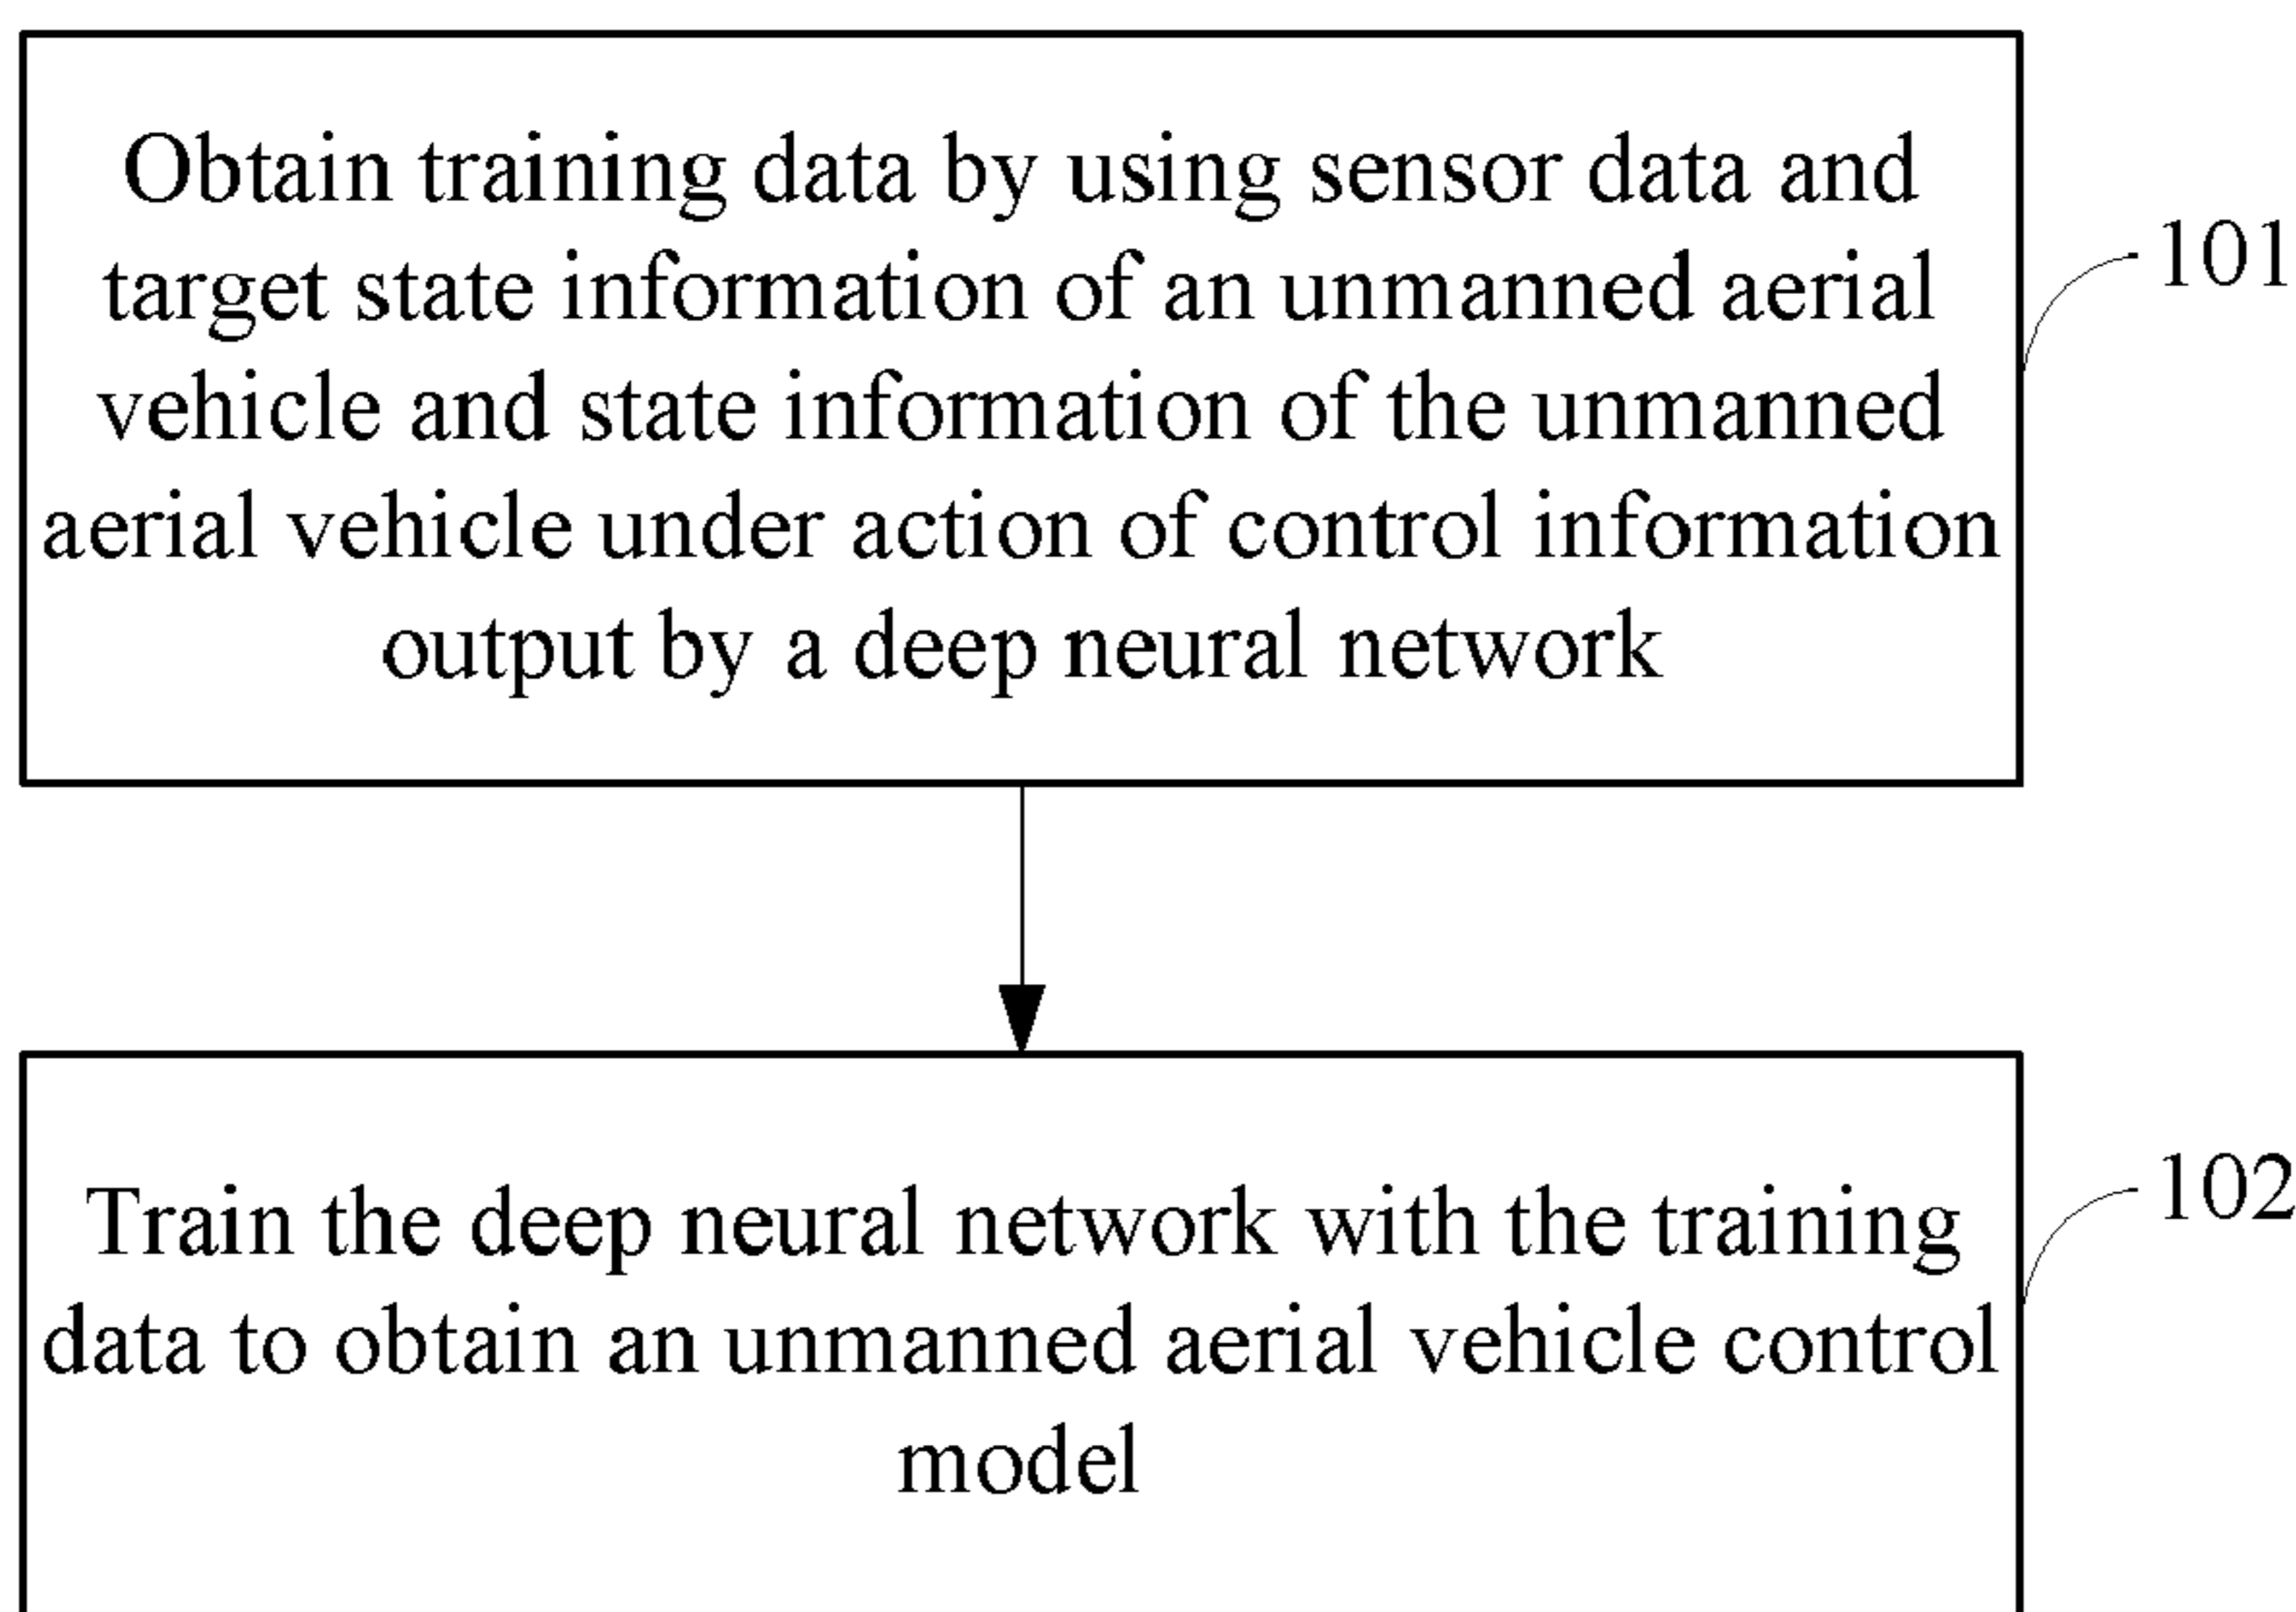 Obtain training data by using sensor data and
target state information of an unmanned aerial
vehicle and state information of the unmanned
aerial vehicle under action of control information
output by a deep neural network
101
Train the deep neural network with the training
data to obtain an unmanned aerial vehicle control
model
102